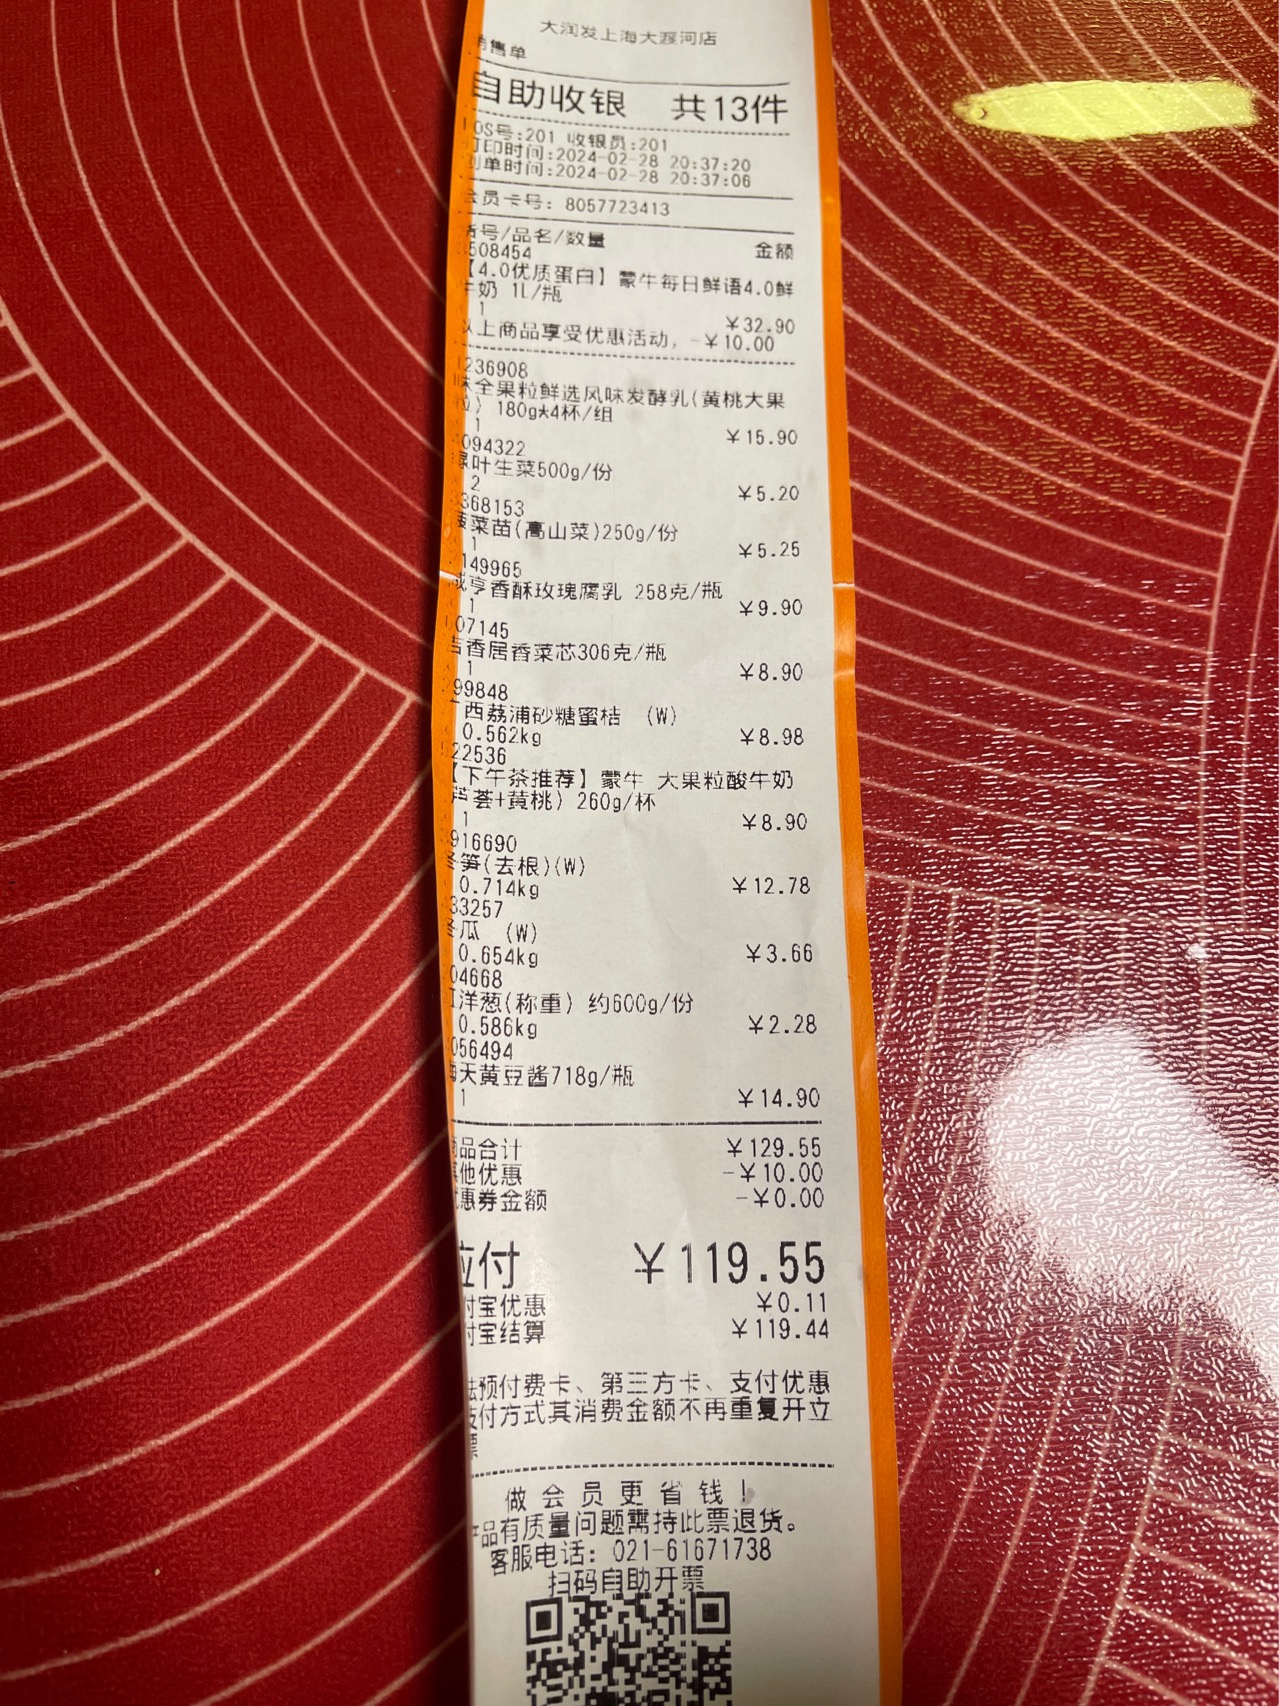 大润发上海大渡河店
销售单
自助收银 共13件
POS号:201 收银员:201
打印时间:2024-02-28 20:37:20
创单时间:2024-02-28 20:37:06
会员卡号: 8057723413
货号/品名/数量 金额
508454
【4.0优质蛋白】蒙牛每日鲜语4.0鲜
牛奶 1L/瓶
1 ¥32.90
以上商品享受优惠活动, -¥10.00
1236908
味全果粒鲜选风味发酵乳(黄桃大果
粒) 180g*4杯/组
1 ¥15.90
094322
绿叶生菜500g/份
2 ¥5.20
3368153
菠菜苗(高山菜)250g/份
1 ¥5.25
149965
咸亨香酥玫瑰腐乳 258克/瓶
1 ¥9.90
07145
吉香居香菜芯306克/瓶
1 ¥8.90
99848
西荔浦砂糖蜜桔 (W)
0.562kg ¥8.98
22536
【下午茶推荐】蒙牛 大果粒酸牛奶
芦荟+黄桃) 260g/杯
1 ¥8.90
916690
冬笋(去根)(W)
0.714kg ¥12.78
33257
冬瓜 (W)
0.654kg ¥3.66
04668
红洋葱(称重) 约600g/份
0.586kg ¥2.28
056494
海天黄豆酱718g/瓶
1 ¥14.90
商品合计 ¥129.55
其他优惠 -¥10.00
优惠券金额 -¥0.00
应付 ¥119.55
付宝优惠 ¥0.11
付宝结算 ¥119.44
预付费卡、第三方卡、支付优惠
支付方式其消费金额不再重复开立
票
做会员更省钱!
产品有质量问题需持此票退货。
客服电话: 021-61671738
扫码自助开票